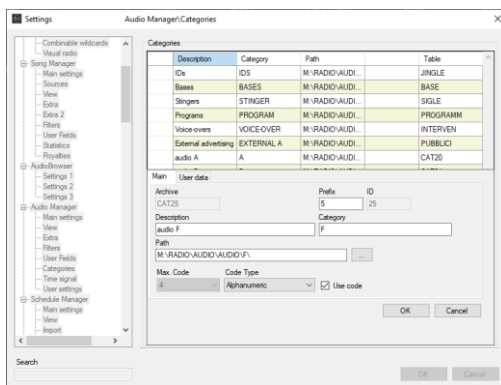 Settings
Audio Manager\Categories
Combinable wildcards
Visual radio
Song Manager
Main settings
Sources
View
Extra
Extra 2
Filters
User Fields
Statistics
Royalties
AudioBrowser
Settings 1
Settings 2
Settings 3
Audio Manager
Main settings
View
Extra
Filters
User Fields
Categories
Time signal
User settings
Schedule Manager
Main settings
View
Import
Search
Categories
Description Category Path Table
IDs IDS M:\RADIO\AUDI... JINGLE
Bases BASES M:\RADIO\AUDI... BASE
Stingers STINGER M:\RADIO\AUDI... SIGLE
Programs PROGRAM M:\RADIO\AUDI... PROGRAMM
Voice-overs VOICE-OVER M:\RADIO\AUDI... INTERVEN
External advertising EXTERNAL A M:\RADIO\AUDI... PUBBLICI
audio A A M:\RADIO\AUDI... CAT20
Main User data
Archive Prefix ID
CAT25 5 25
Description Category
audio F F
Path
M:\RADIO\AUDIO\AUDIO\F\ ...
Max. Code Code Type
4 Alphanumeric Use code
OK Cancel
OK Cancel